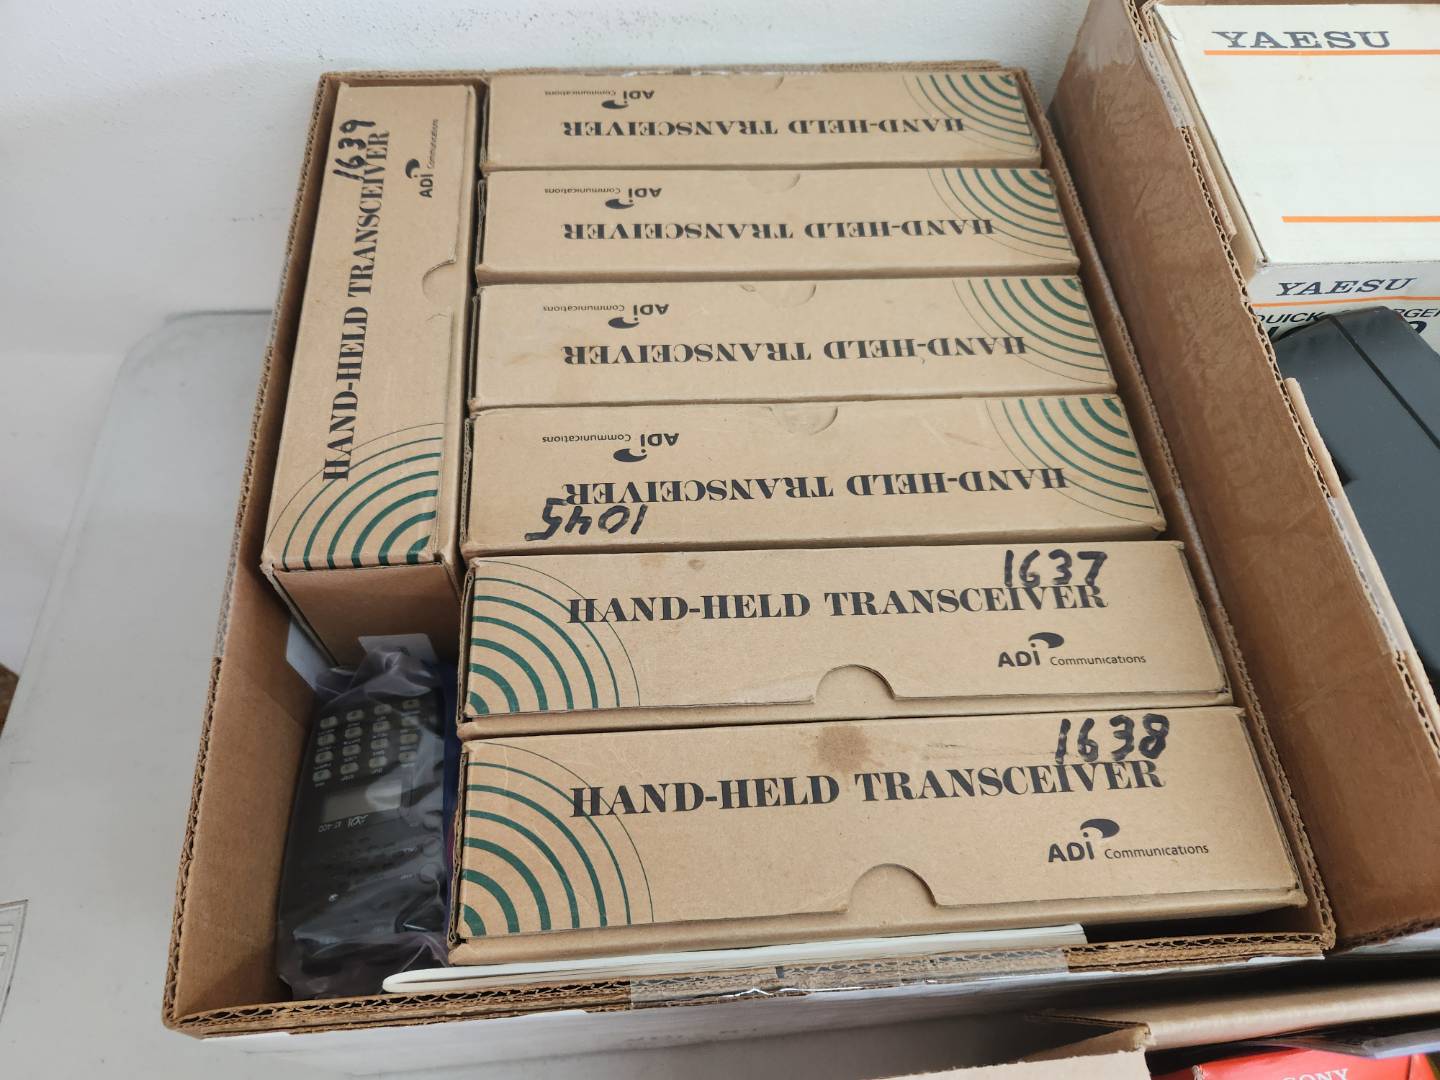 1639
HAND-HELD TRANSCEIVER
ADi Communications
ADi Communications
HAND-HELD TRANSCEIVER
ADi Communications
HAND-HELD TRANSCEIVER
ADi Communications
HAND-HELD TRANSCEIVER
ADi Communications
HAND-HELD TRANSCEIVER
1045
1637
HAND-HELD TRANSCEIVER
ADi Communications
1638
HAND-HELD TRANSCEIVER
ADi Communications
YAESU
YAESU
SONY